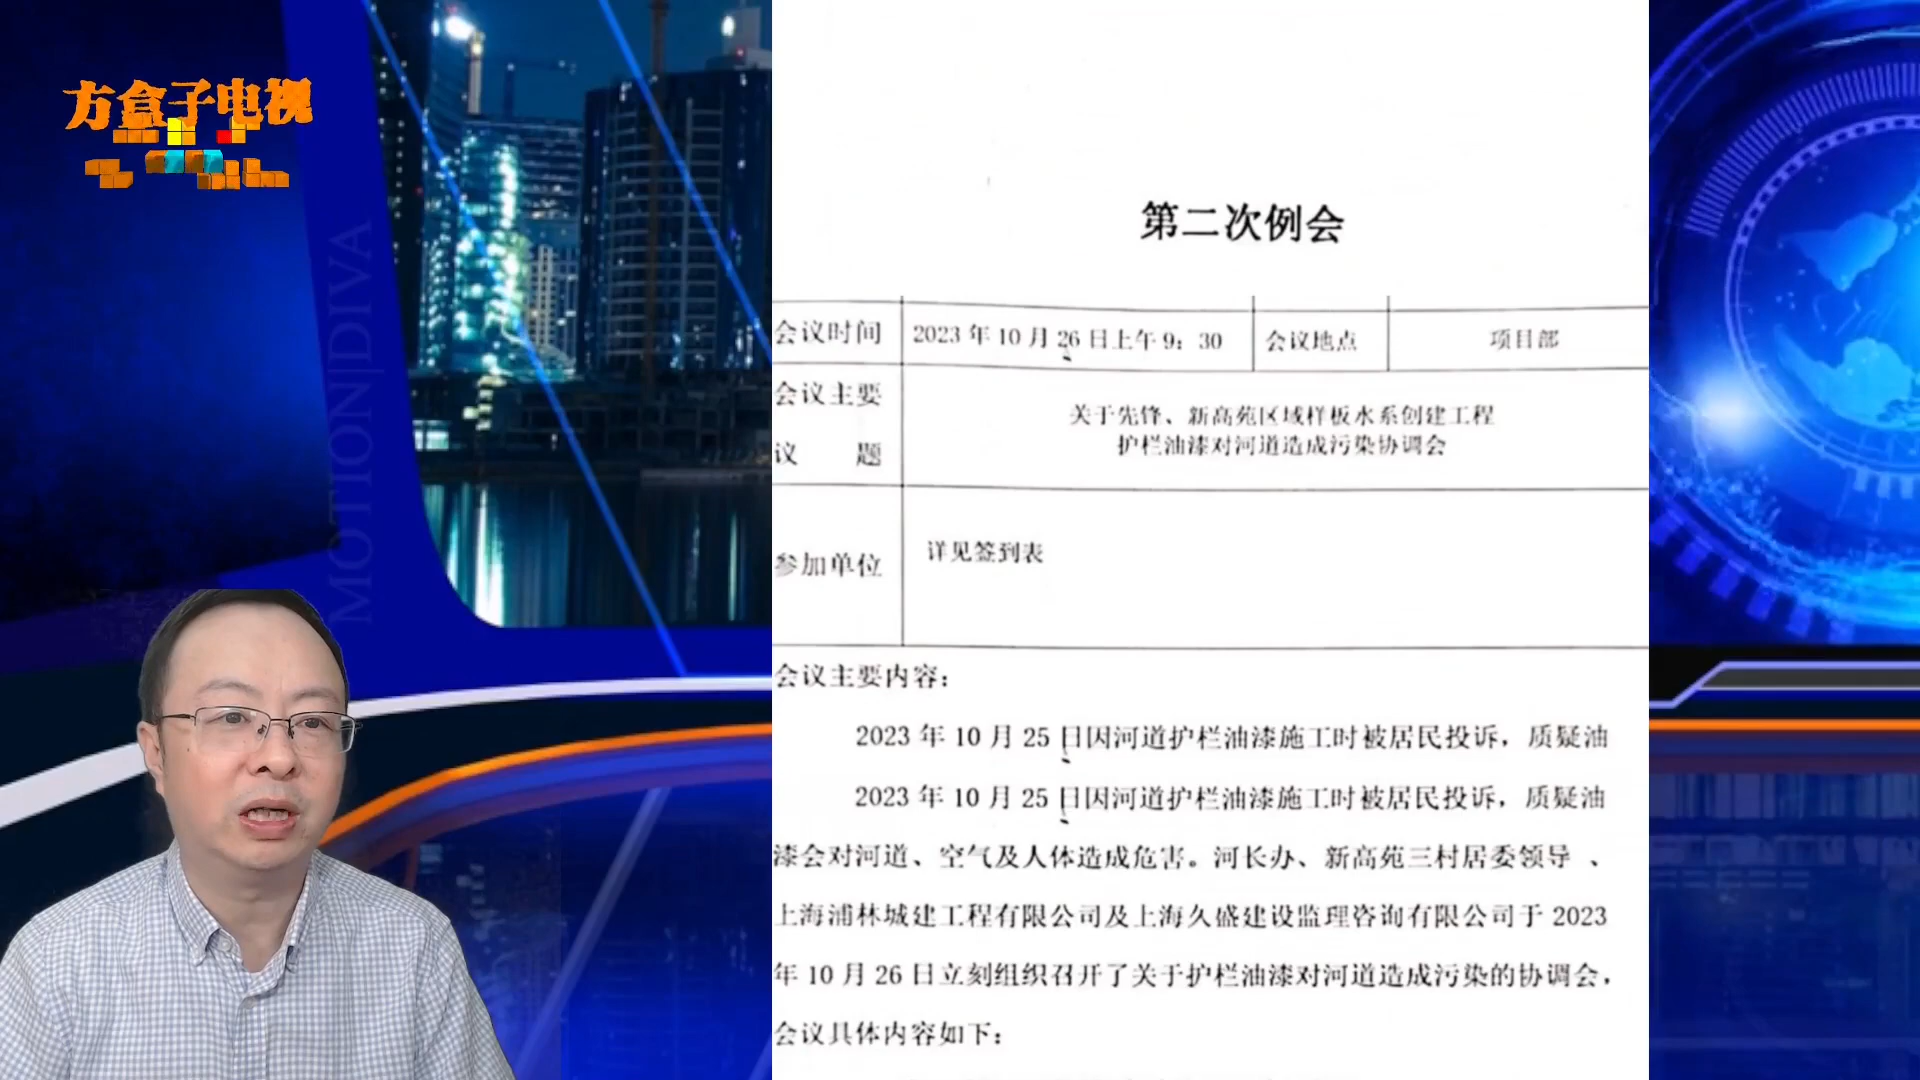 方盒子电视
MOTION|DIVA
第二次例会
会议时间 2023 年 10 月 26 日上午 9：30 会议地点 项目部
会议主要
议 题
关于先锋、新高苑区域样板水系创建工程
护栏油漆对河道造成污染协调会
参加单位 详见签到表
会议主要内容：
2023 年 10 月 25 日因河道护栏油漆施工时被居民投诉，质疑油
2023 年 10 月 25 日因河道护栏油漆施工时被居民投诉，质疑油
漆会对河道、空气及人体造成危害。河长办、新高苑三村居委领导 、
上海浦林城建工程有限公司及上海久盛建设监理咨询有限公司于 2023
年 10 月 26 日立刻组织召开了关于护栏油漆对河道造成污染的协调会，
会议具体内容如下：